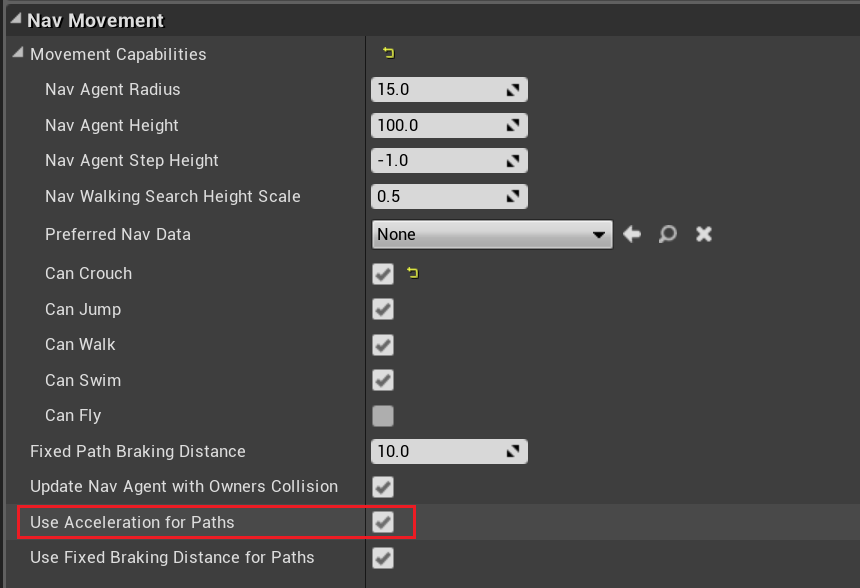 Nav Movement
Movement Capabilities
Nav Agent Radius 15.0
Nav Agent Height 100.0
Nav Agent Step Height -1.0
Nav Walking Search Height Scale 0.5
Preferred Nav Data None
Can Crouch
Can Jump
Can Walk
Can Swim
Can Fly
Fixed Path Braking Distance 10.0
Update Nav Agent with Owners Collision
Use Acceleration for Paths
Use Fixed Braking Distance for Paths